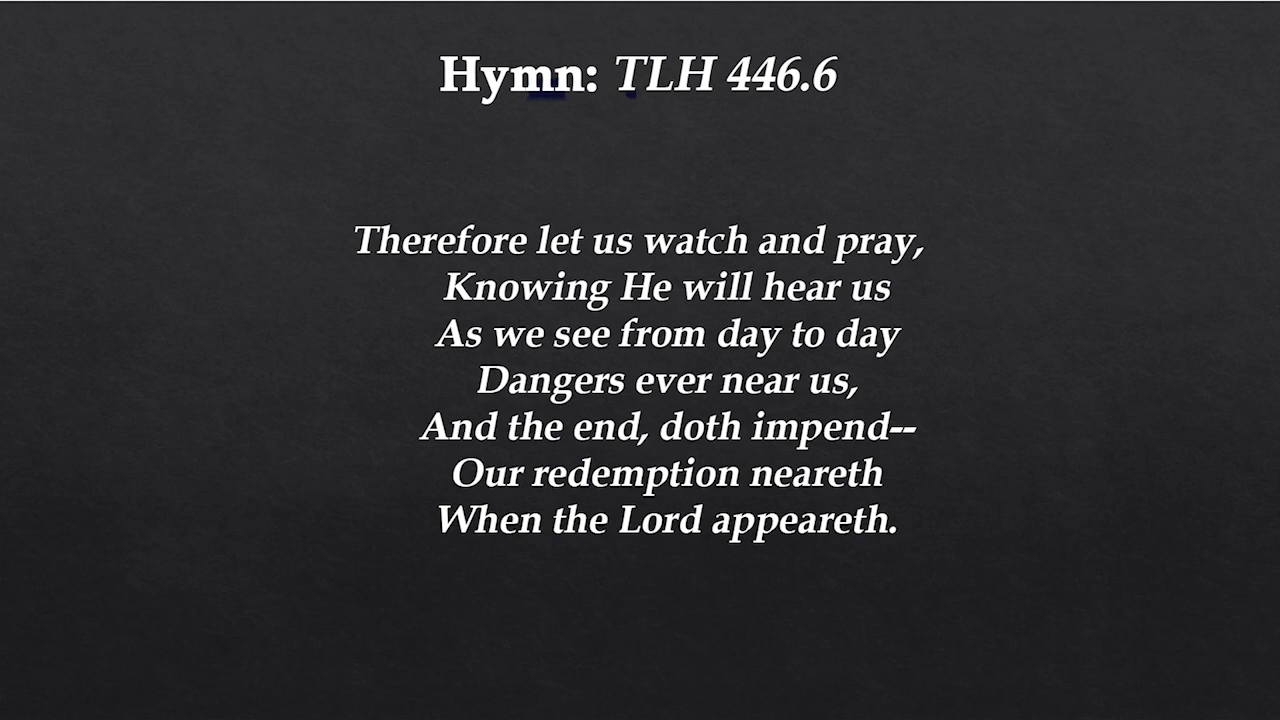 Hymn: TLH 446.6
Therefore let us watch and pray,
Knowing He will hear us
As we see from day to day
Dangers ever near us,
And the end, doth impend--
Our redemption neareth
When the Lord appeareth.